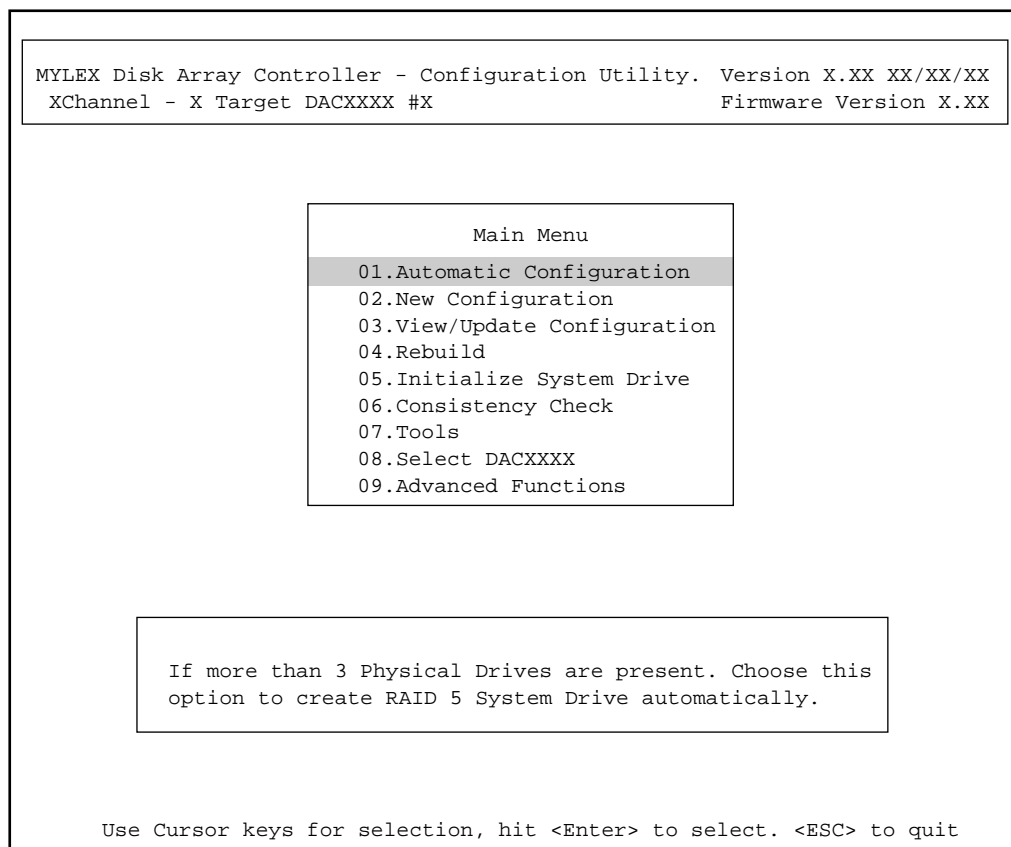 MYLEX Disk Array Controller - Configuration Utility. Version X.XX XX/XX/XX
XChannel - X Target DACXXXX #X Firmware Version X.XX
Main Menu
01.Automatic Configuration
02.New Configuration
03.View/Update Configuration
04.Rebuild
05.Initialize System Drive
06.Consistency Check
07.Tools
08.Select DACXXXX
09.Advanced Functions
If more than 3 Physical Drives are present. Choose this
option to create RAID 5 System Drive automatically.
Use Cursor keys for selection, hit <Enter> to select. <ESC> to quit